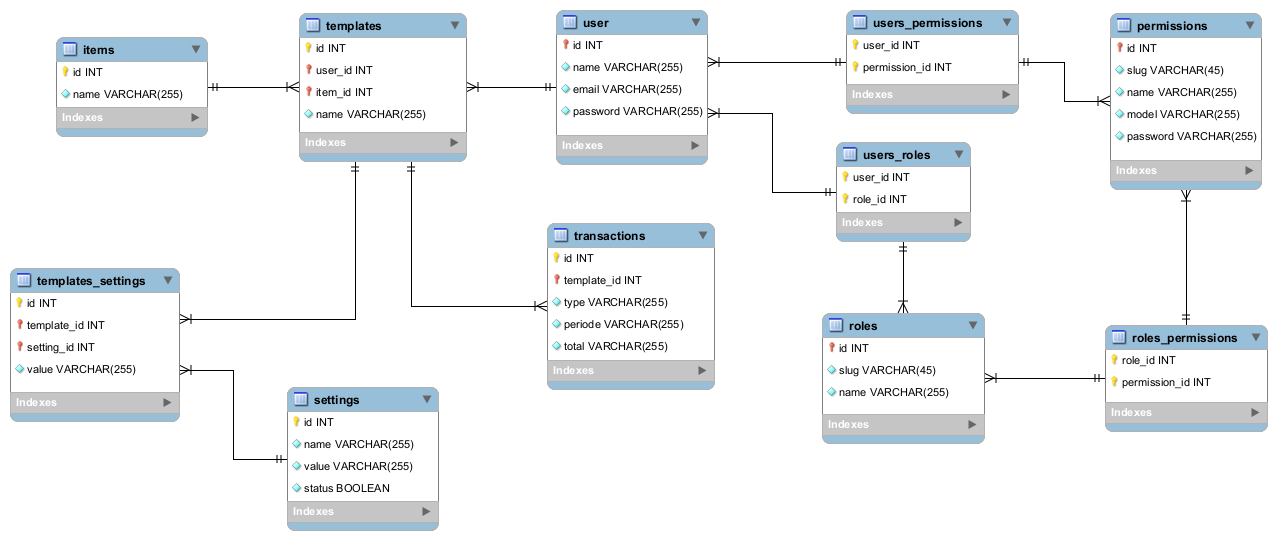 items
id INT
name VARCHAR(255)
Indexes
templates
id INT
user_id INT
item_id INT
name VARCHAR(255)
Indexes
user
id INT
name VARCHAR(255)
email VARCHAR(255)
password VARCHAR(255)
Indexes
users_permissions
user_id INT
permission_id INT
Indexes
permissions
id INT
slug VARCHAR(45)
name VARCHAR(255)
model VARCHAR(255)
password VARCHAR(255)
Indexes
users_roles
user_id INT
role_id INT
Indexes
transactions
id INT
template_id INT
type VARCHAR(255)
periode VARCHAR(255)
total VARCHAR(255)
Indexes
templates_settings
id INT
template_id INT
setting_id INT
value VARCHAR(255)
Indexes
settings
id INT
name VARCHAR(255)
value VARCHAR(255)
status BOOLEAN
Indexes
roles
id INT
slug VARCHAR(45)
name VARCHAR(255)
Indexes
roles_permissions
role_id INT
permission_id INT
Indexes